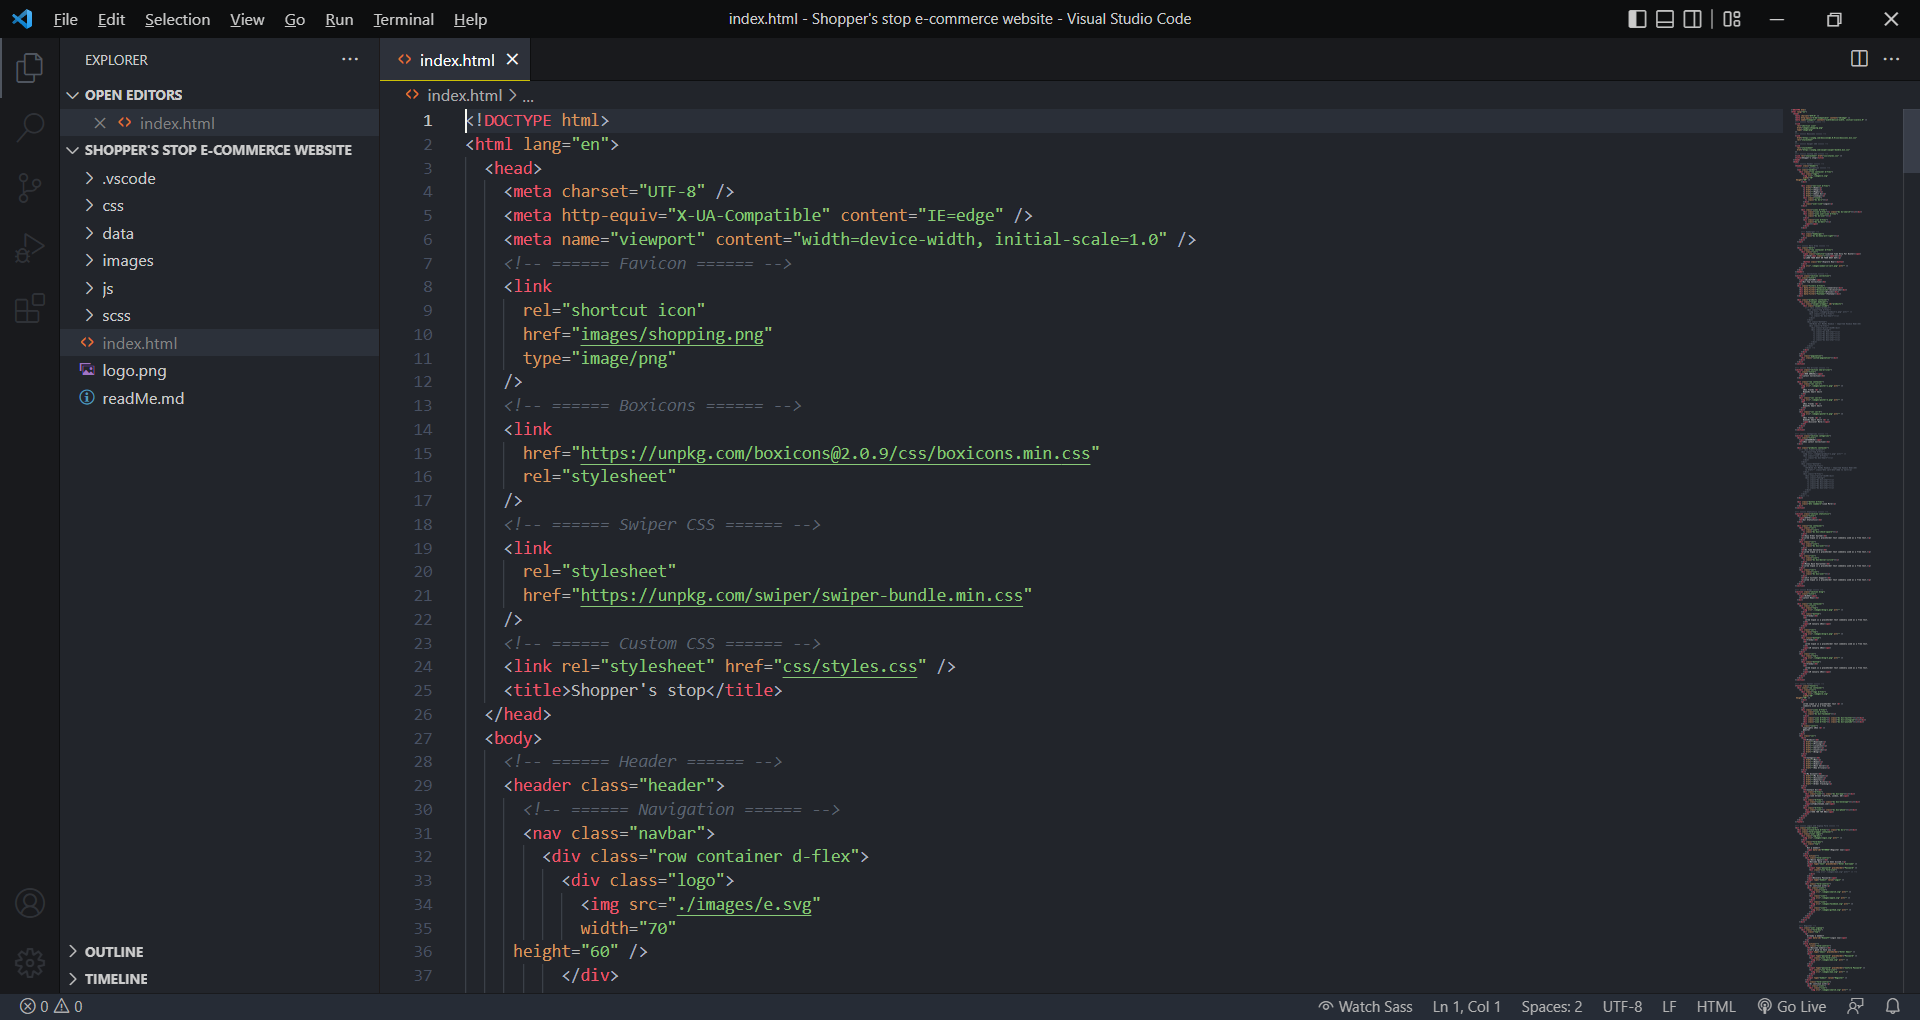 File Edit Selection View Go Run Terminal Help
index.html - Shopper's stop e-commerce website - Visual Studio Code
EXPLORER
OPEN EDITORS
index.html
SHOPPER'S STOP E-COMMERCE WEBSITE
.vscode
css
data
images
js
scss
index.html
logo.png
readMe.md
OUTLINE
TIMELINE
index.html
index.html > ...
1 <!DOCTYPE html>
2 <html lang="en">
3 <head>
4 <meta charset="UTF-8" />
5 <meta http-equiv="X-UA-Compatible" content="IE=edge" />
6 <meta name="viewport" content="width=device-width, initial-scale=1.0" />
7 <!-- ====== Favicon ====== -->
8 <link
9 rel="shortcut icon"
10 href="images/shopping.png"
11 type="image/png"
12 />
13 <!-- ====== Boxicons ====== -->
14 <link
15 href="https://unpkg.com/boxicons@2.0.9/css/boxicons.min.css"
16 rel="stylesheet"
17 />
18 <!-- ====== Swiper CSS ====== -->
19 <link
20 rel="stylesheet"
21 href="https://unpkg.com/swiper/swiper-bundle.min.css"
22 />
23 <!-- ====== Custom CSS ====== -->
24 <link rel="stylesheet" href="css/styles.css" />
25 <title>Shopper's stop</title>
26 </head>
27 <body>
28 <!-- ====== Header ====== -->
29 <header class="header">
30 <!-- ====== Navigation ====== -->
31 <nav class="navbar">
32 <div class="row container d-flex">
33 <div class="logo">
34 <img src="./images/e.svg"
35 width="70"
36 height="60" />
37 </div>
0 0
Watch Sass Ln 1, Col 1 Spaces: 2 UTF-8 LF HTML Go Live